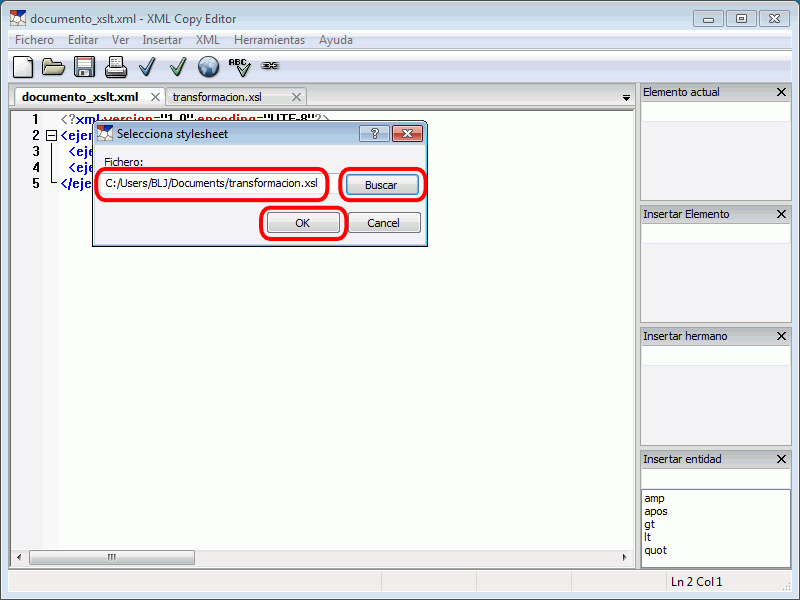 documento_xslt.xml - XML Copy Editor
Fichero Editar Ver Insertar XML Herramientas Ayuda
ABC
documento_xslt.xml transformacion.xsl
Elemento actual
1 <?xml version="1.0" encoding="UTF-8"?>
2 <ejer
3 <eje
4 <eje
5 </ejer
Selecciona stylesheet
Fichero:
C:/Users/BLJ/Documents/transformacion.xsl Buscar
OK Cancel
Insertar Elemento
Insertar hermano
Insertar entidad
amp
apos
gt
lt
quot
Ln 2 Col 1